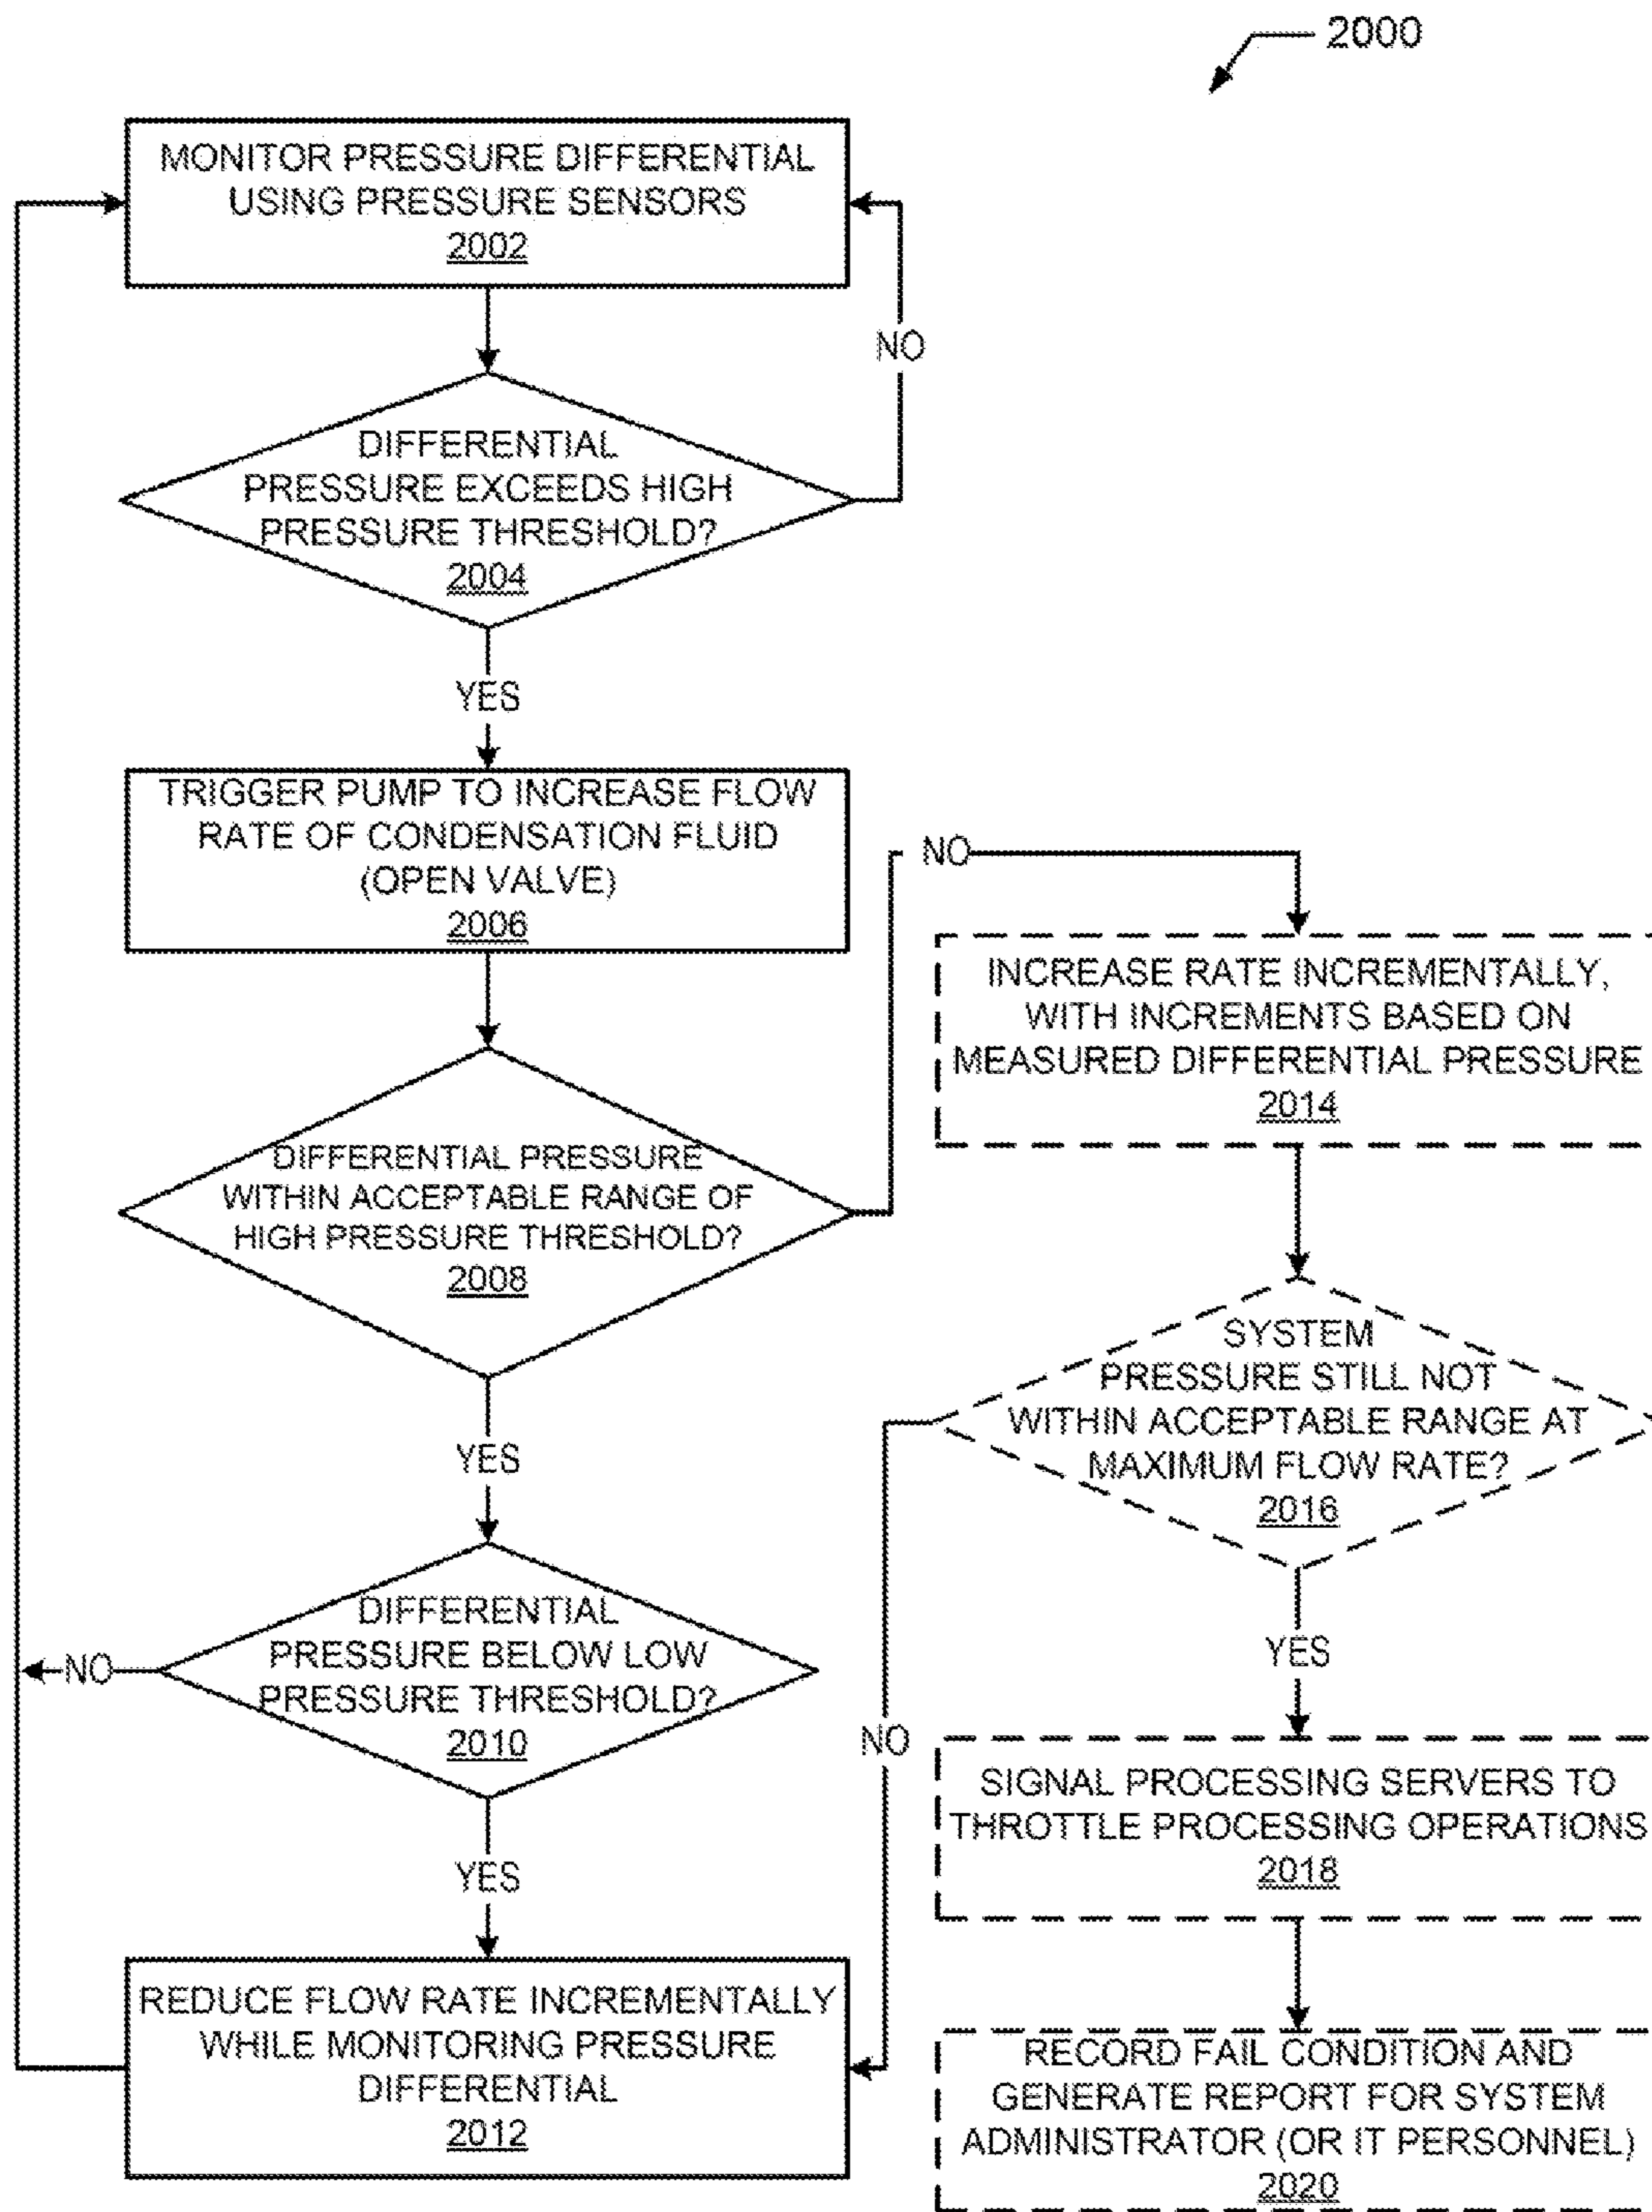 2000
MONITOR PRESSURE DIFFERENTIAL
USING PRESSURE SENSORS
2002
NO
DIFFERENTIAL
PRESSURE EXCEEDS HIGH
PRESSURE THRESHOLD?
2004
YES
TRIGGER PUMP TO INCREASE FLOW
RATE OF CONDENSATION FLUID
(OPEN VALVE)
2006
DIFFERENTIAL PRESSURE
WITHIN ACCEPTABLE RANGE OF
HIGH PRESSURE THRESHOLD?
2008
YES
DIFFERENTIAL
PRESSURE BELOW LOW
PRESSURE THRESHOLD?
2010
NO
YES
REDUCE FLOW RATE INCREMENTALLY
WHILE MONITORING PRESSURE
DIFFERENTIAL
2012
NO
INCREASE RATE INCREMENTALLY,
WITH INCREMENTS BASED ON
MEASURED DIFFERENTIAL PRESSURE
2014
SYSTEM
PRESSURE STILL NOT
WITHIN ACCEPTABLE RANGE AT
MAXIMUM FLOW RATE?
2016
NO
YES
SIGNAL PROCESSING SERVERS TO
THROTTLE PROCESSING OPERATIONS
2018
RECORD FAIL CONDITION AND
GENERATE REPORT FOR SYSTEM
ADMINISTRATOR (OR IT PERSONNEL)
2020